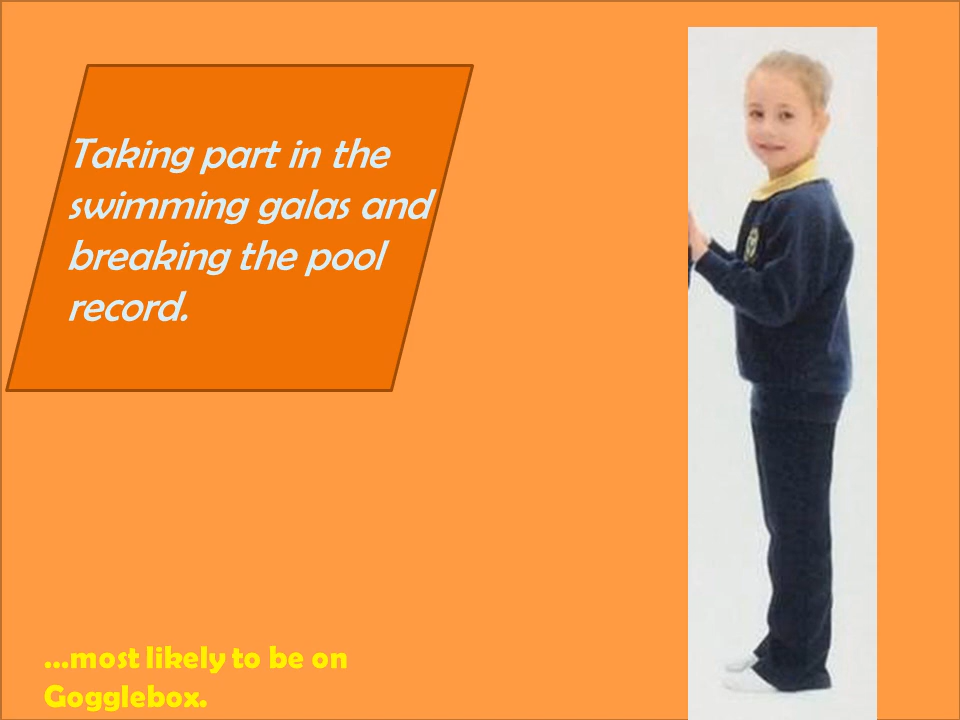 Taking part in the
swimming galas and
breaking the pool
record.
...most likely to be on
Gogglebox.